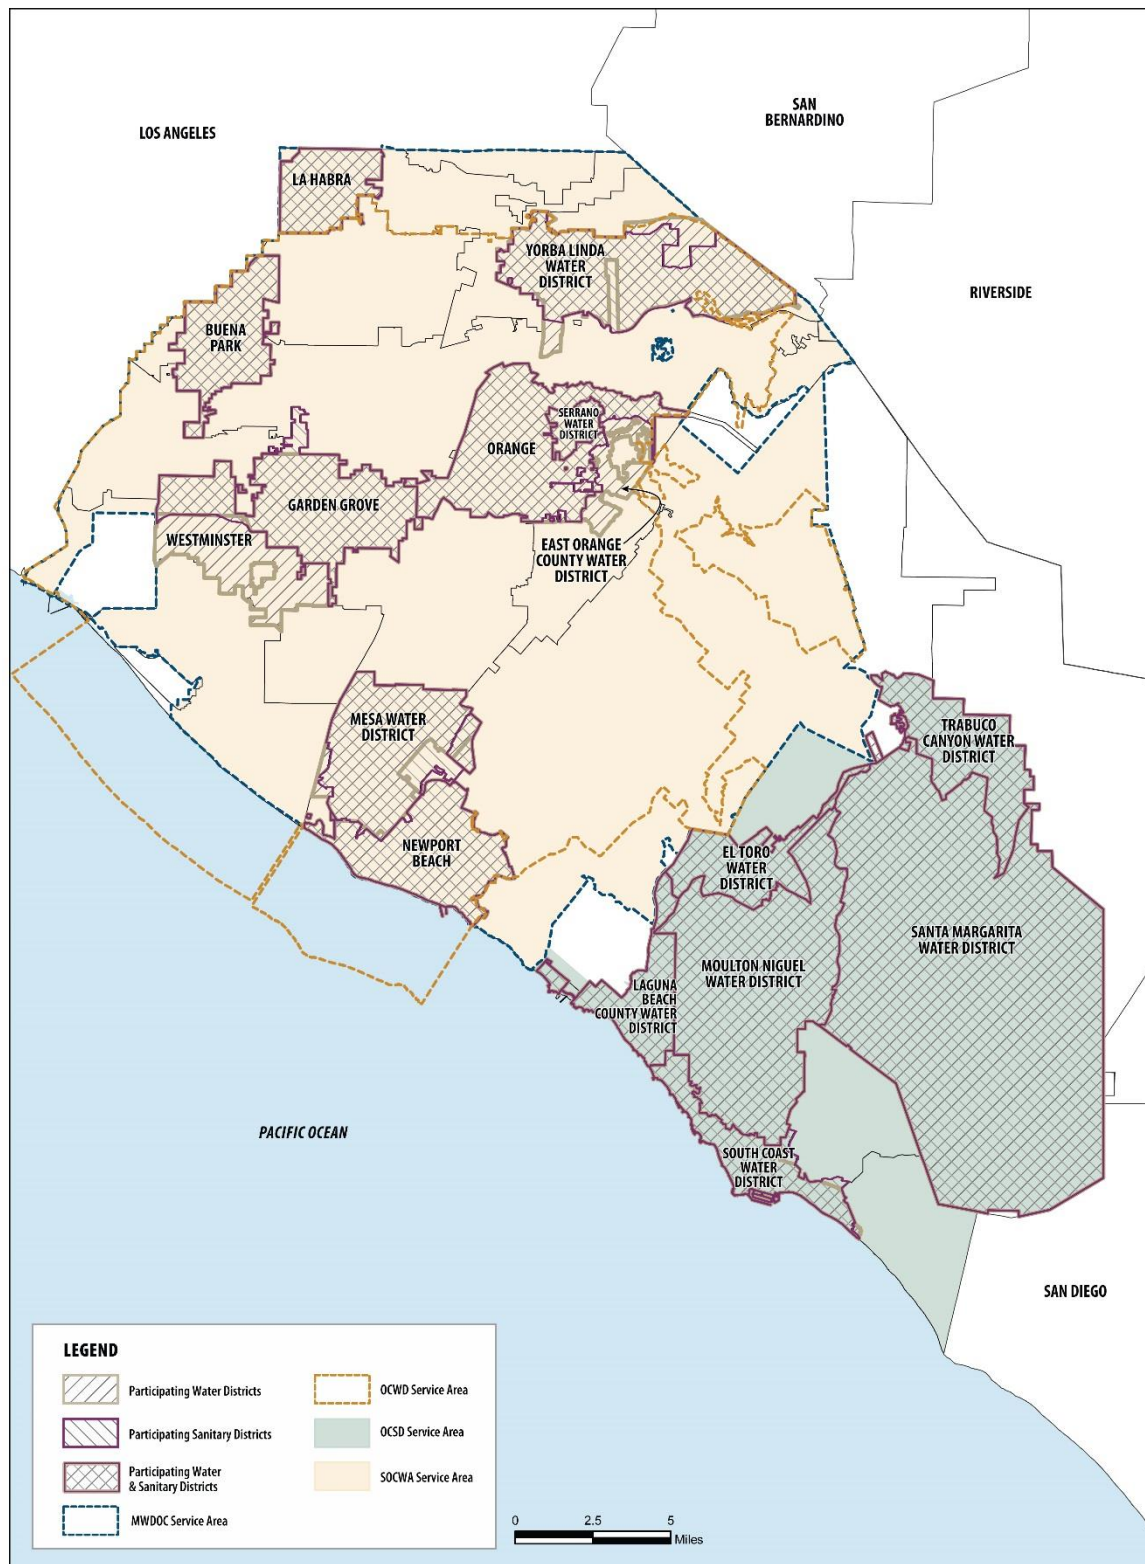 LOS ANGELES
SAN
BERNARDINO
RIVERSIDE
LA HABRA
YORBA LINDA
WATER
DISTRICT
BUENA
PARK
SERRANO
WATER
DISTRICT
ORANGE
GARDEN GROVE
WESTMINSTER
EAST ORANGE
COUNTY WATER
DISTRICT
MESA WATER
DISTRICT
TRABUCO
CANYON WATER
DISTRICT
NEWPORT
BEACH
EL TORO
WATER
DISTRICT
SANTA MARGARITA
WATER DISTRICT
MOULTON NIGUEL
WATER DISTRICT
LAGUNA
BEACH
COUNTY WATER
DISTRICT
PACIFIC OCEAN
SOUTH COAST
WATER
DISTRICT
SAN DIEGO
LEGEND
Participating Water Districts
Participating Sanitary Districts
Participating Water
& Sanitary Districts
MWDOC Service Area
OCWD Service Area
OCSD Service Area
SOCWA Service Area
0 2.5 5
Miles